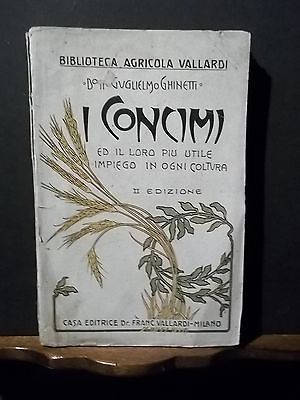 BIBLIOTECA AGRICOLA VALLARDI
DOTT. GUGLIELMO GHINETTI
I CONCIMI
ED IL LORO PIU UTILE
IMPIEGO IN OGNI COLTURA
II EDIZIONE
CASA EDITRICE Dr. FRANC. VALLARDI - MILANO